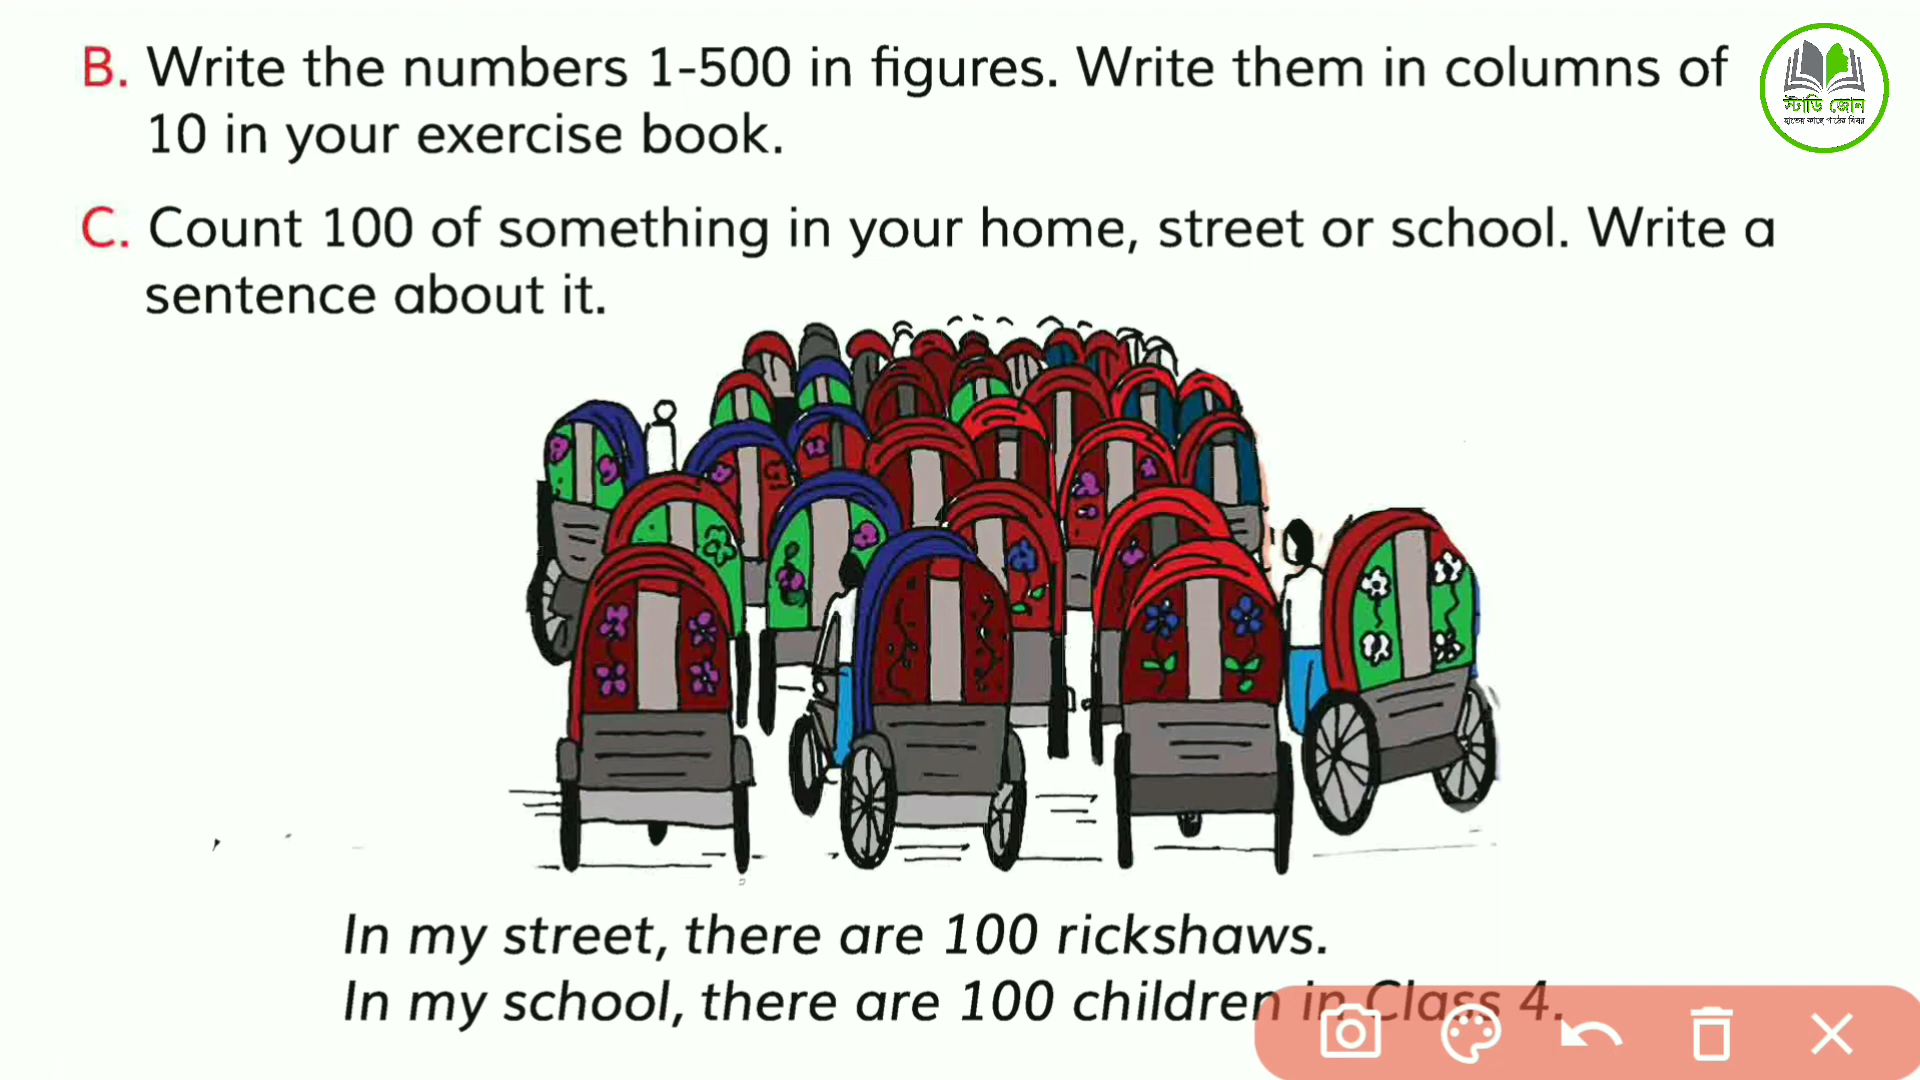 B. Write the numbers 1-500 in figures. Write them in columns of
10 in your exercise book.
C. Count 100 of something in your home, street or school. Write a
sentence about it.
স্টাডি জোন
হাতের কাছে পাঠের বিষয়
In my street, there are 100 rickshaws.
In my school, there are 100 children in Class 4.